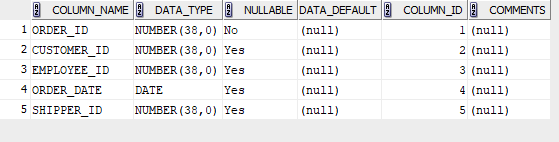 COLUMN_NAME DATA_TYPE NULLABLE DATA_DEFAULT COLUMN_ID COMMENTS
1 ORDER_ID NUMBER(38,0) No (null) 1 (null)
2 CUSTOMER_ID NUMBER(38,0) Yes (null) 2 (null)
3 EMPLOYEE_ID NUMBER(38,0) Yes (null) 3 (null)
4 ORDER_DATE DATE Yes (null) 4 (null)
5 SHIPPER_ID NUMBER(38,0) Yes (null) 5 (null)